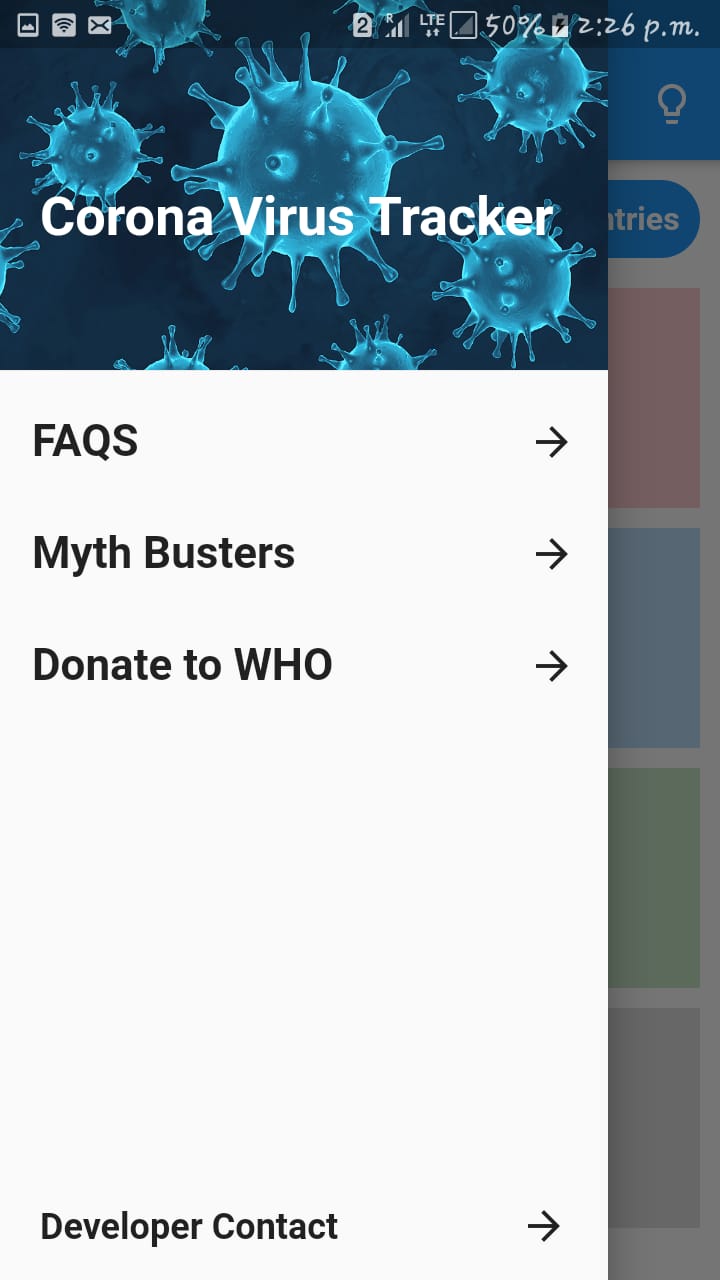 2 R LTE 50% 2:26 p.m.
Corona Virus Tracker
ntries
FAQS
Myth Busters
Donate to WHO
Developer Contact